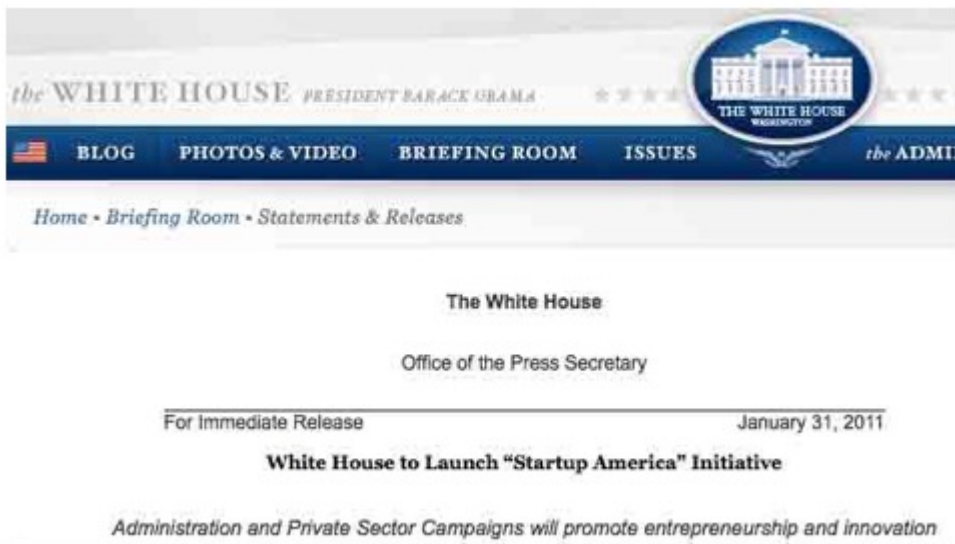 the WHITE HOUSE PRESIDENT BARACK OBAMA
THE WHITE HOUSE
WASHINGTON
BLOG PHOTOS & VIDEO BRIEFING ROOM ISSUES the ADMI
Home • Briefing Room • Statements & Releases
The White House
Office of the Press Secretary
For Immediate Release January 31, 2011
White House to Launch “Startup America” Initiative
Administration and Private Sector Campaigns will promote entrepreneurship and innovation